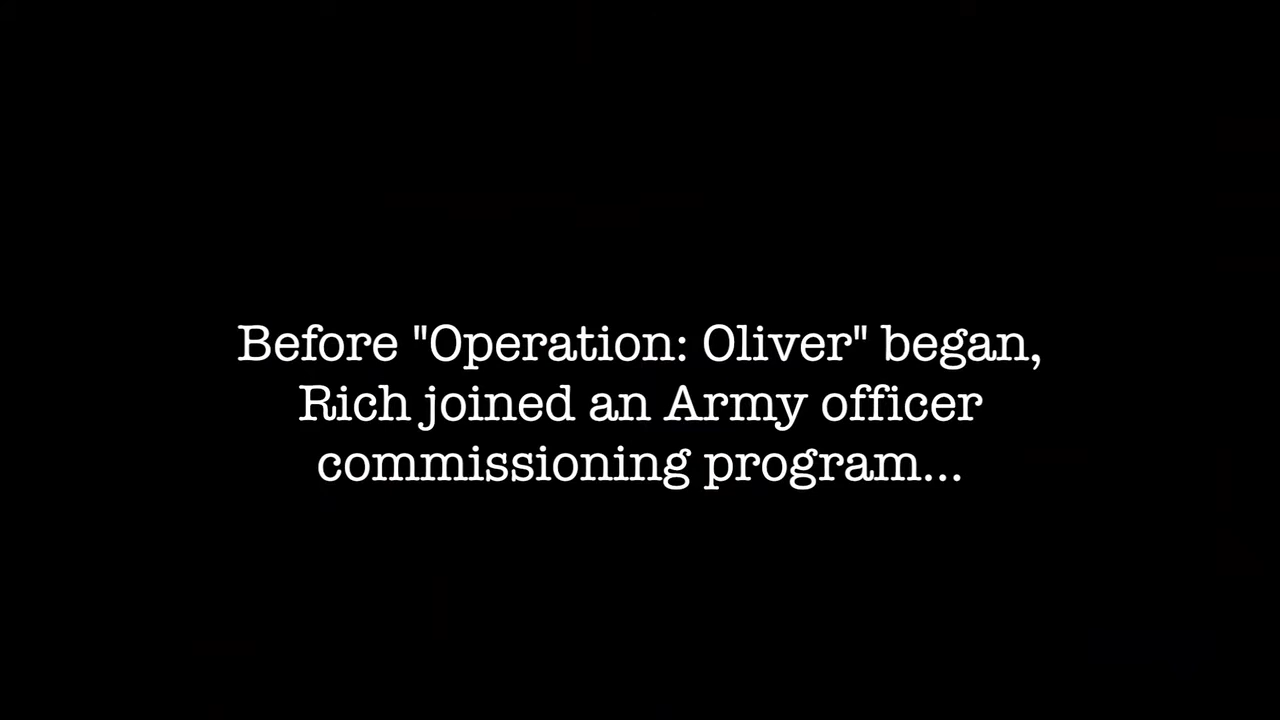 Before "Operation: Oliver" began,
Rich joined an Army officer
commissioning program...